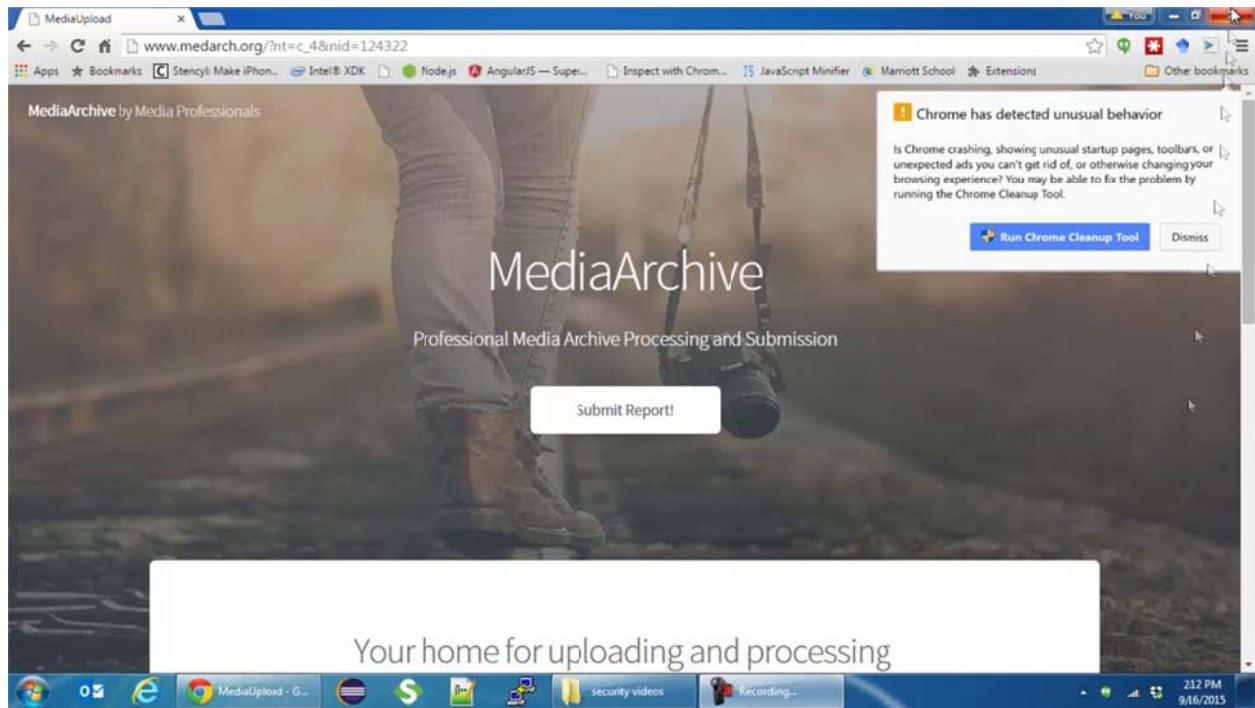 MediaUpload
You
www.medarch.org/?nt=c_4&nid=124322
Apps Bookmarks Stencyl: Make iPhon... Intel® XDK Node.js AngularJS — Super... Inspect with Chrom... JavaScript Minifier Marriott School Extensions Other bookmarks
MediaArchive by Media Professionals
Chrome has detected unusual behavior
Is Chrome crashing, showing unusual startup pages, toolbars, or
unexpected ads you can't get rid of, or otherwise changing your
browsing experience? You may be able to fix the problem by
running the Chrome Cleanup Tool.
Run Chrome Cleanup Tool Dismiss
MediaArchive
Professional Media Archive Processing and Submission
Submit Report!
Your home for uploading and processing
MediaUpload - G... security videos Recording...
2:12 PM
9/16/2015